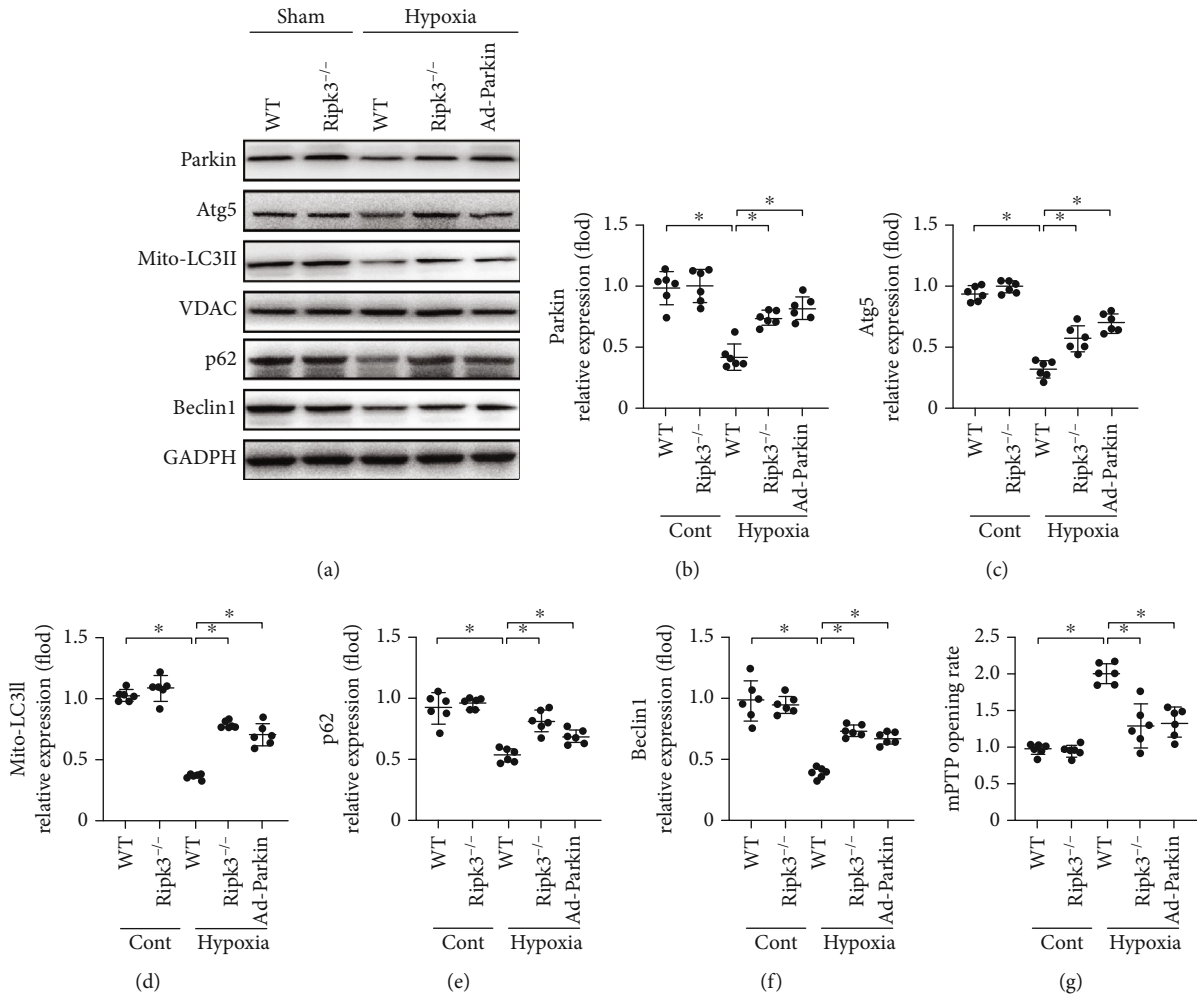 Sham Hypoxia
WT Ripk3−/− WT Ripk3−/− Ad-Parkin
Parkin
Atg5
Mito-LC3II
VDAC
p62
Beclin1
GADPH
(a)
Parkin
relative expression (flod)
1.5
1.0
0.5
0
* * *
WT Ripk3−/− WT Ripk3−/− Ad-Parkin
Cont Hypoxia
(b)
Atg5
relative expression (flod)
1.5
1.0
0.5
0
* * *
WT Ripk3−/− WT Ripk3−/− Ad-Parkin
Cont Hypoxia
(c)
Mito-LC3ll
relative expression (flod)
1.5
1.0
0.5
0
* * *
WT Ripk3−/− WT Ripk3−/− Ad-Parkin
Cont Hypoxia
(d)
p62
relative expression (flod)
1.5
1.0
0.5
0
* * *
WT Ripk3−/− WT Ripk3−/− Ad-Parkin
Cont Hypoxia
(e)
Beclin1
relative expression (flod)
1.5
1.0
0.5
0
* * *
WT Ripk3−/− WT Ripk3−/− Ad-Parkin
Cont Hypoxia
(f)
mPTP opening rate
2.5
2.0
1.5
1.0
0.5
0
* * *
WT Ripk3−/− WT Ripk3−/− Ad-Parkin
Cont Hypoxia
(g)